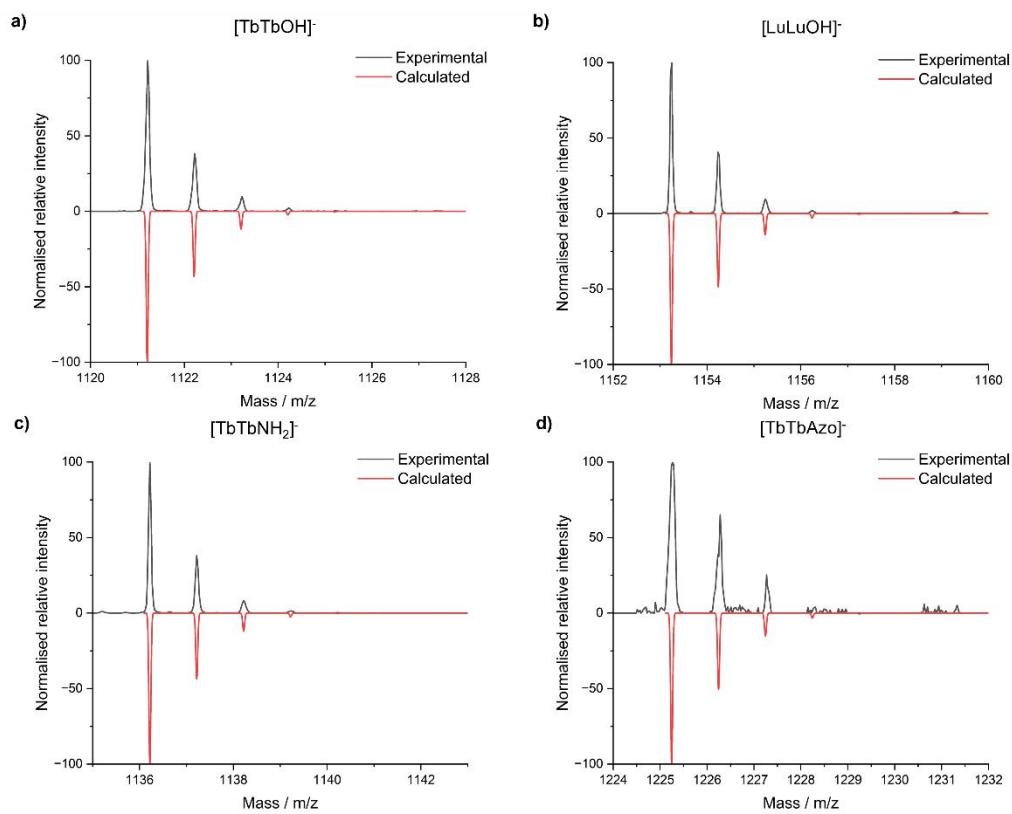 a)
[TbTbOH]-
Experimental
Calculated
Normalised relative intensity
100
50
0
−50
−100
1120
1122
1124
1126
1128
Mass / m/z
b)
[LuLuOH]-
Experimental
Calculated
Normalised relative intensity
100
50
0
−50
−100
1152
1154
1156
1158
1160
Mass / m/z
c)
[TbTbNH2]-
Experimental
Calculated
Normalised relative intensity
100
50
0
−50
−100
1136
1138
1140
1142
Mass / m/z
d)
[TbTbAzo]-
Experimental
Calculated
Normalised relative intensity
100
50
0
−50
−100
1224
1225
1226
1227
1228
1229
1230
1231
1232
Mass / m/z